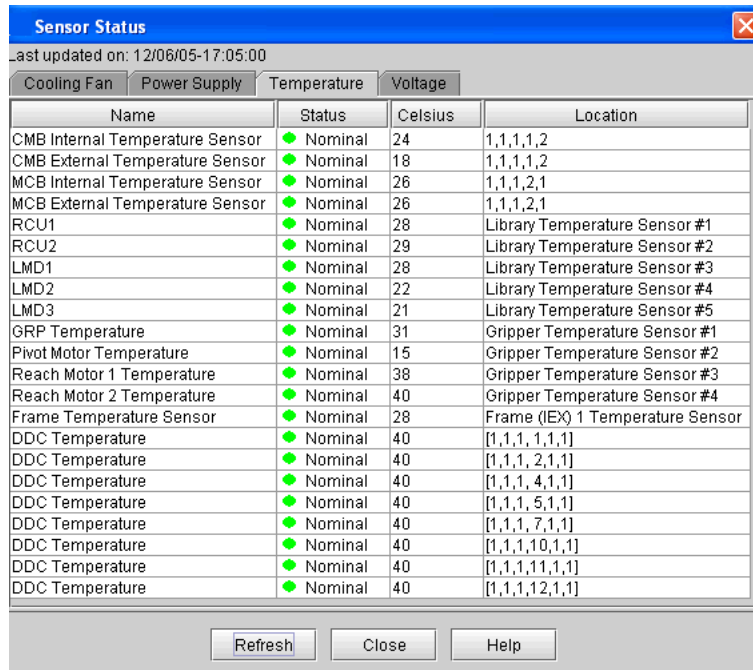 Sensor Status
Last updated on: 12/06/05-17:05:00
Cooling Fan Power Supply Temperature Voltage
Name Status Celsius Location
CMB Internal Temperature Sensor Nominal 24 1,1,1,1,2
CMB External Temperature Sensor Nominal 18 1,1,1,1,2
MCB Internal Temperature Sensor Nominal 26 1,1,1,2,1
MCB External Temperature Sensor Nominal 26 1,1,1,2,1
RCU1 Nominal 28 Library Temperature Sensor #1
RCU2 Nominal 29 Library Temperature Sensor #2
LMD1 Nominal 28 Library Temperature Sensor #3
LMD2 Nominal 22 Library Temperature Sensor #4
LMD3 Nominal 21 Library Temperature Sensor #5
GRP Temperature Nominal 31 Gripper Temperature Sensor #1
Pivot Motor Temperature Nominal 15 Gripper Temperature Sensor #2
Reach Motor 1 Temperature Nominal 38 Gripper Temperature Sensor #3
Reach Motor 2 Temperature Nominal 40 Gripper Temperature Sensor #4
Frame Temperature Sensor Nominal 28 Frame (IEX) 1 Temperature Sensor
DDC Temperature Nominal 40 [1,1,1, 1,1,1]
DDC Temperature Nominal 40 [1,1,1, 2,1,1]
DDC Temperature Nominal 40 [1,1,1, 4,1,1]
DDC Temperature Nominal 40 [1,1,1, 5,1,1]
DDC Temperature Nominal 40 [1,1,1, 7,1,1]
DDC Temperature Nominal 40 [1,1,1,10,1,1]
DDC Temperature Nominal 40 [1,1,1,11,1,1]
DDC Temperature Nominal 40 [1,1,1,12,1,1]
Refresh Close Help